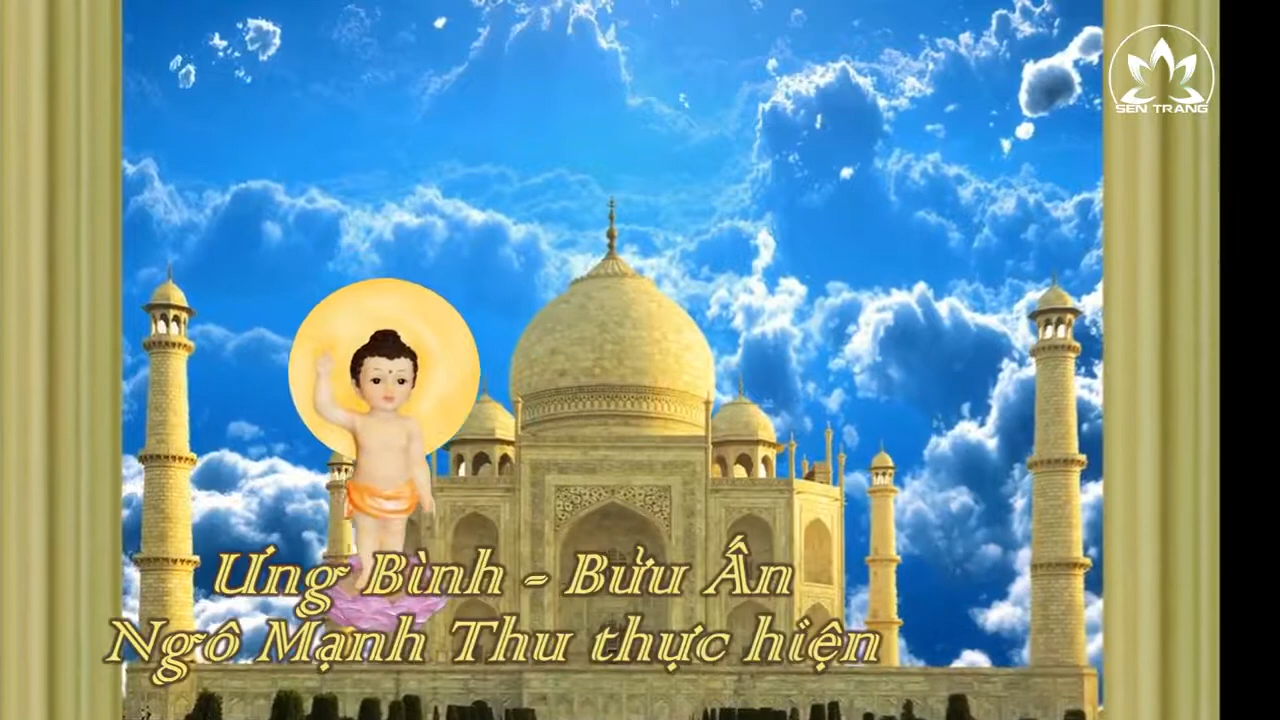 SEN TRANG
Ưng Bình - Bửu Ấn
Ngô Mạnh Thu thực hiện